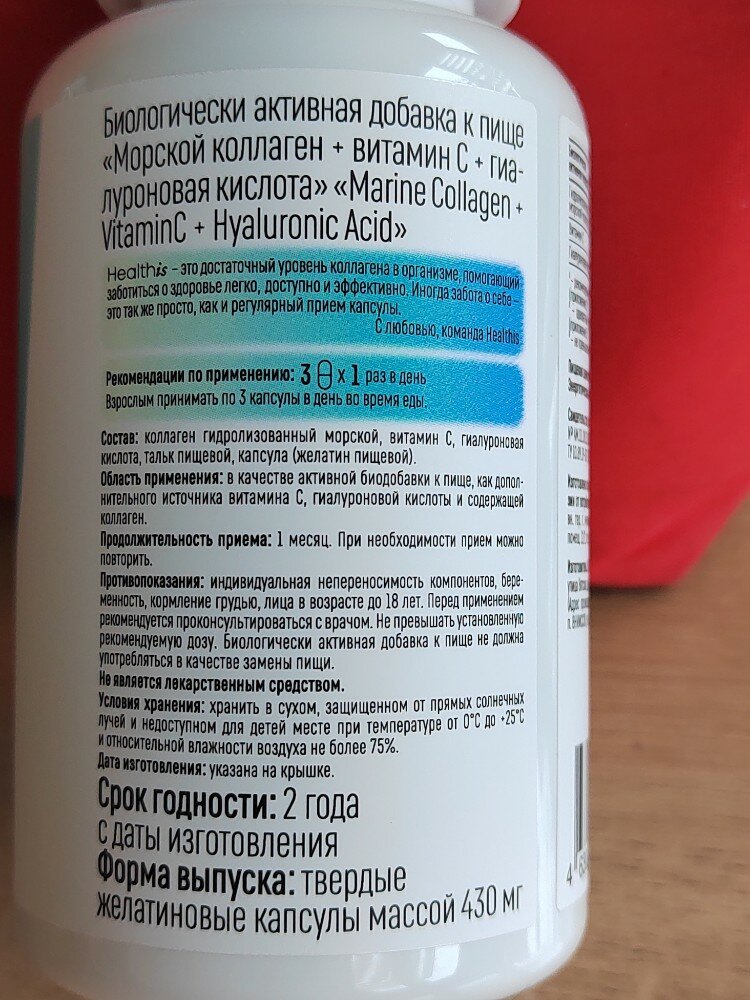 Биологически активная добавка к пище
«Морской коллаген + витамин С + гиа-
луроновая кислота» «Marine Collagen +
VitaminC + Hyaluronic Acid»
Healthis – это достаточный уровень коллагена в организме, помогающий
заботиться о здоровье легко, доступно и эффективно. Иногда забота о себе –
это так же просто, как и регулярный прием капсулы.
С любовью, команда Healthis
Рекомендации по применению: 3 х 1 раз в день
Взрослым принимать по 3 капсулы в день во время еды.
Состав: коллаген гидролизованный морской, витамин С, гиалуроновая
кислота, тальк пищевой, капсула (желатин пищевой).
Область применения: в качестве активной биодобавки к пище, как допол-
нительного источника витамина С, гиалуроновой кислоты и содержащей
коллаген.
Продолжительность приема: 1 месяц. При необходимости прием можно
повторить.
Противопоказания: индивидуальная непереносимость компонентов, бере-
менность, кормление грудью, лица в возрасте до 18 лет. Перед применением
рекомендуется проконсультироваться с врачом. Не превышать установленную
рекомендуемую дозу. Биологически активная добавка к пище не должна
употребляться в качестве замены пищи.
Не является лекарственным средством.
Условия хранения: хранить в сухом, защищенном от прямых солнечных
лучей и недоступном для детей месте при температуре от 0°С до +25°С
и относительной влажности воздуха не более 75%.
Дата изготовления: указана на крышке.
Срок годности: 2 года
с даты изготовления
Форма выпуска: твердые
желатиновые капсулы массой 430 мг